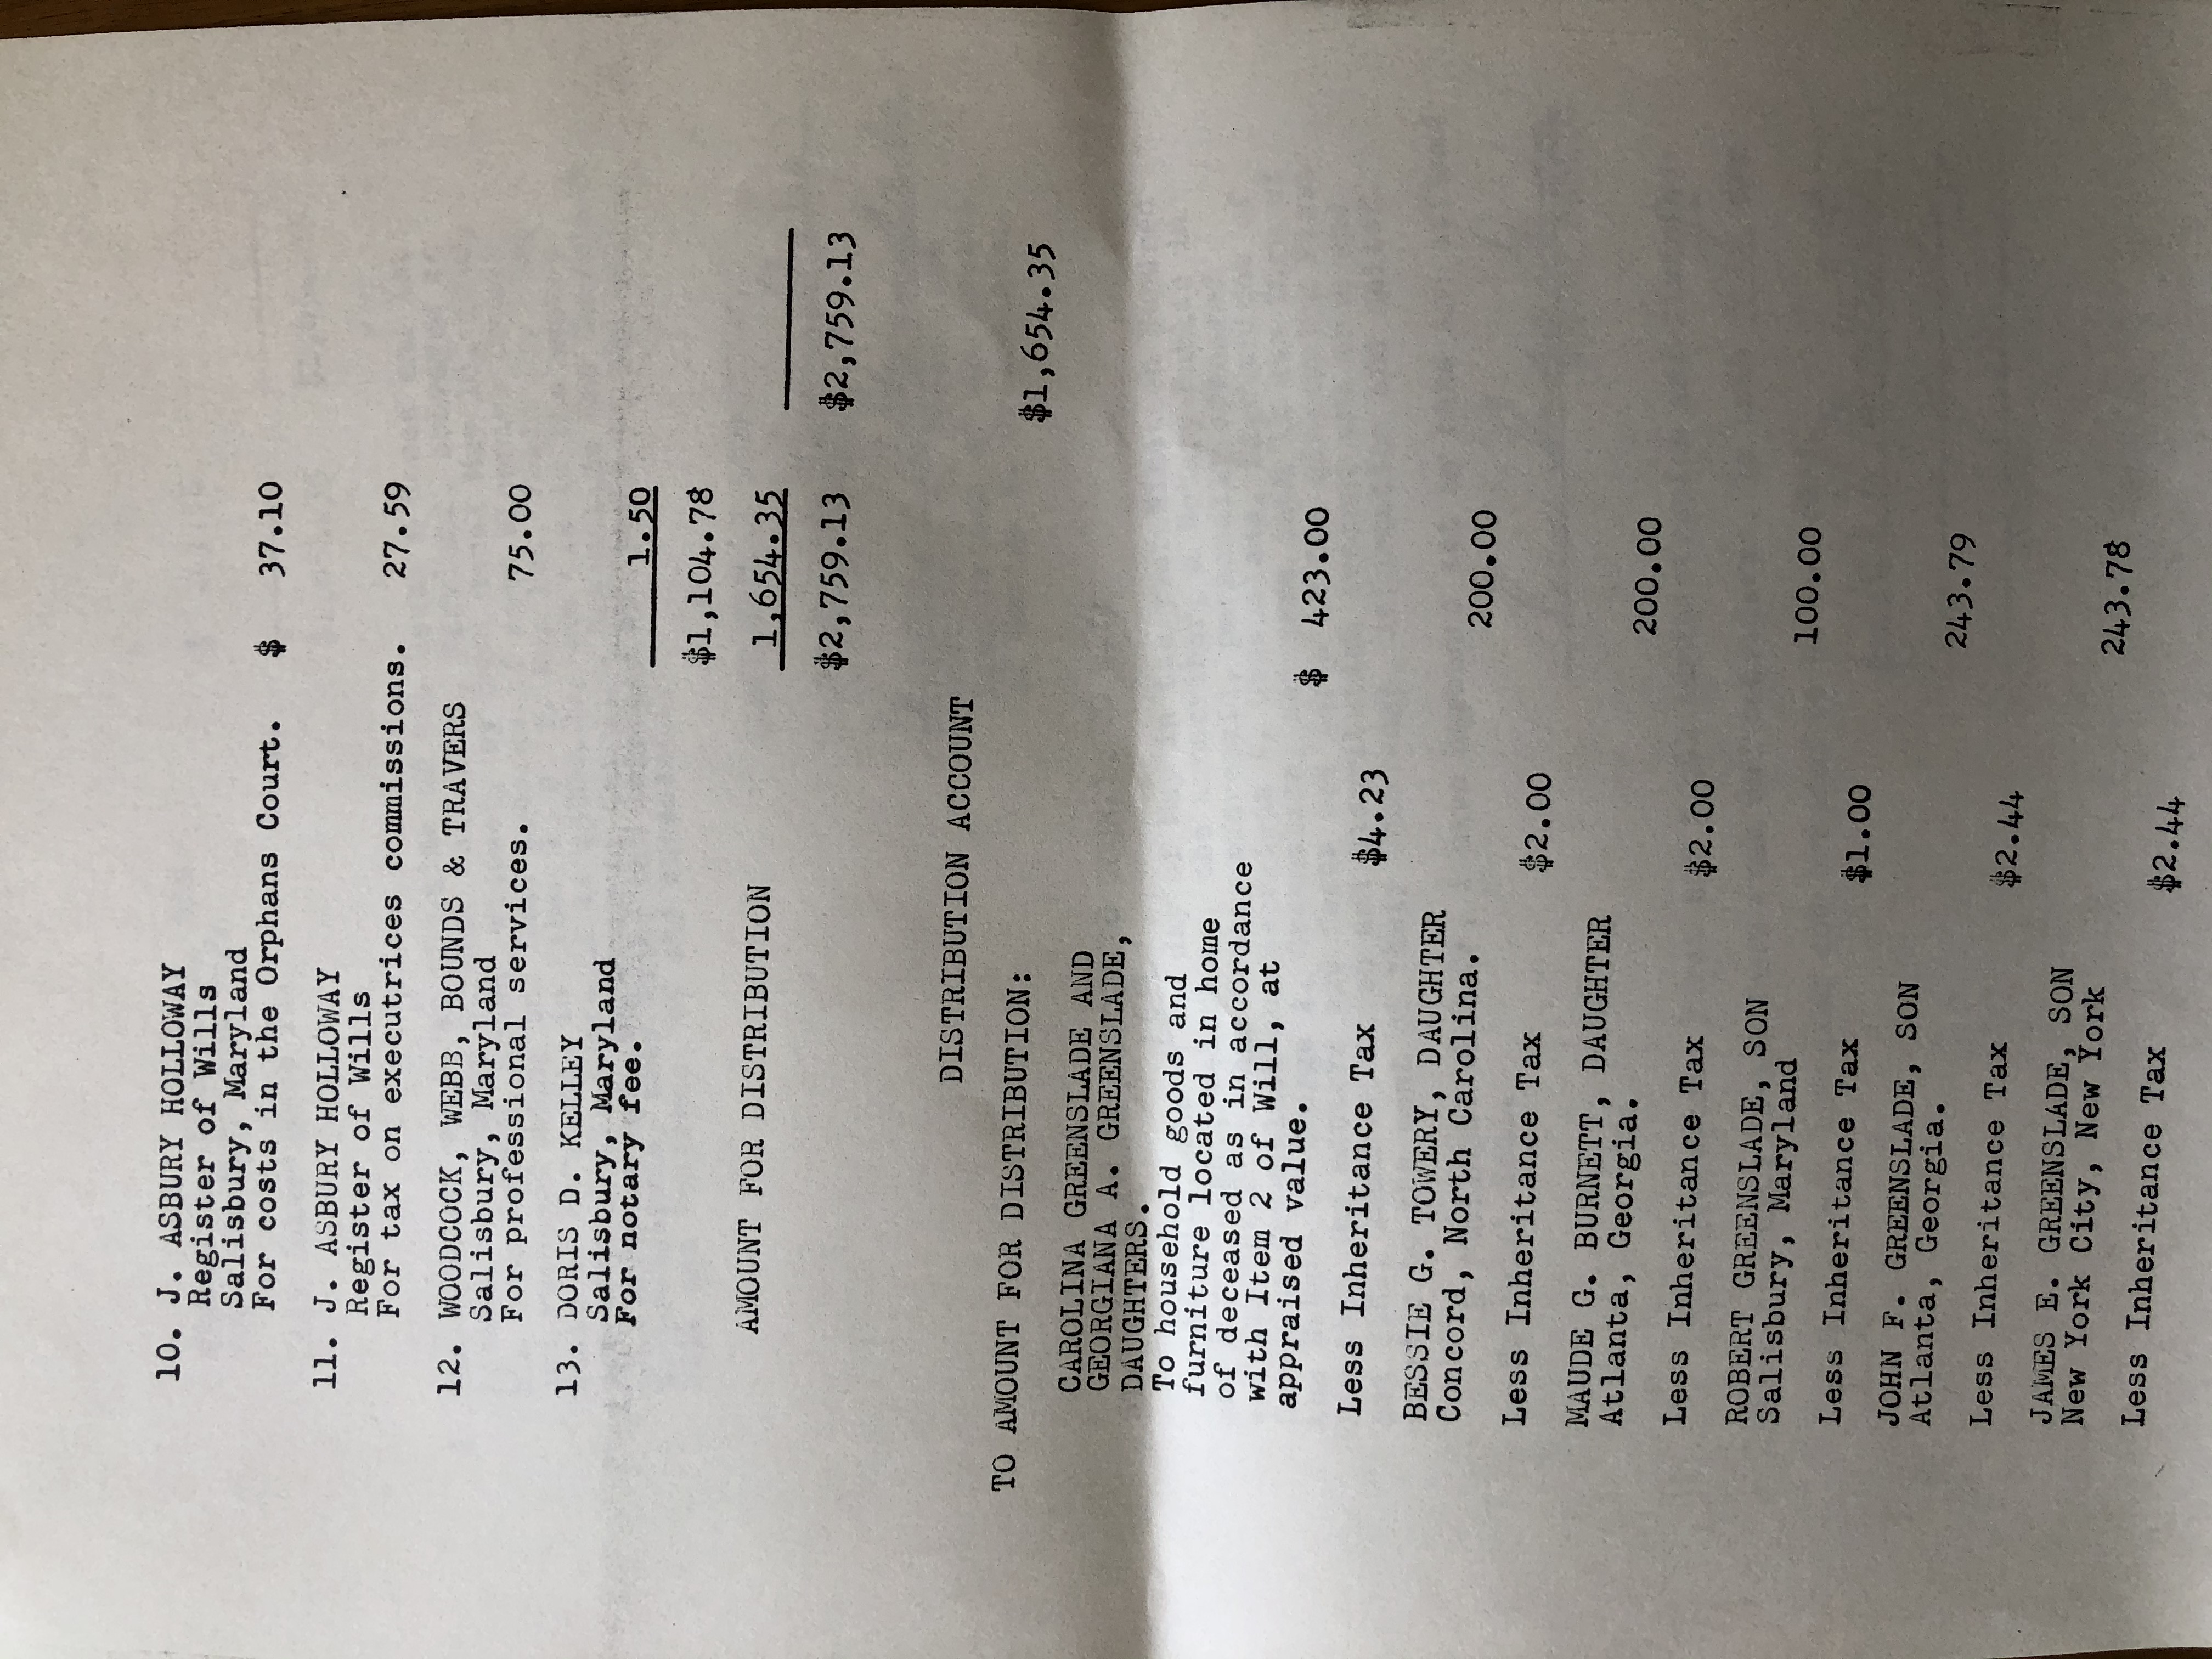 10. J. ASBURY HOLLOWAY
Register of Wills
Salisbury, Maryland
For costs in the Orphans Court. $ 37.10
11. J. ASBURY HOLLOWAY
Register of Wills
For tax on executrices commissions. 27.59
12. WOODCOCK, WEBB, BOUNDS & TRAVERS
Salisbury, Maryland
For professional services. 75.00
13. DORIS D. KELLEY
Salisbury, Maryland
For notary fee. 1.50
$1,104.78
AMOUNT FOR DISTRIBUTION 1,654.35
$2,759.13 $2,759.13
DISTRIBUTION ACCOUNT
TO AMOUNT FOR DISTRIBUTION: $1,654.35
CAROLINA GREENSLADE AND
GEORGIANA A. GREENSLADE,
DAUGHTERS.
To household goods and
furniture located in home
of deceased as in accordance
with Item 2 of Will, at
appraised value. $ 423.00
Less Inheritance Tax $4.23
BESSIE G. TOWERY, DAUGHTER
Concord, North Carolina. 200.00
Less Inheritance Tax $2.00
MAUDE G. BURNETT, DAUGHTER
Atlanta, Georgia. 200.00
Less Inheritance Tax $2.00
ROBERT GREENSLADE, SON
Salisbury, Maryland 100.00
Less Inheritance Tax $1.00
JOHN F. GREENSLADE, SON
Atlanta, Georgia. 243.79
Less Inheritance Tax $2.44
JAMES E. GREENSLADE, SON
New York City, New York 243.78
Less Inheritance Tax $2.44